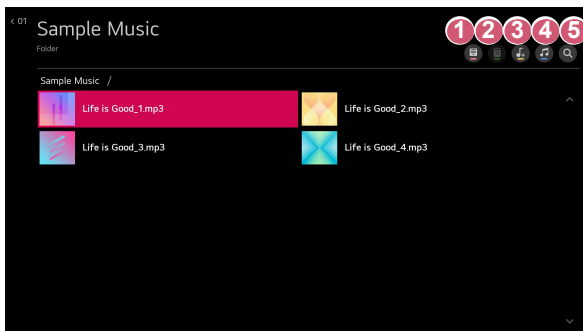 < 01
Sample Music
Folder
1 2 3 4 5
Sample Music /
Life is Good_1.mp3
Life is Good_2.mp3
Life is Good_3.mp3
Life is Good_4.mp3